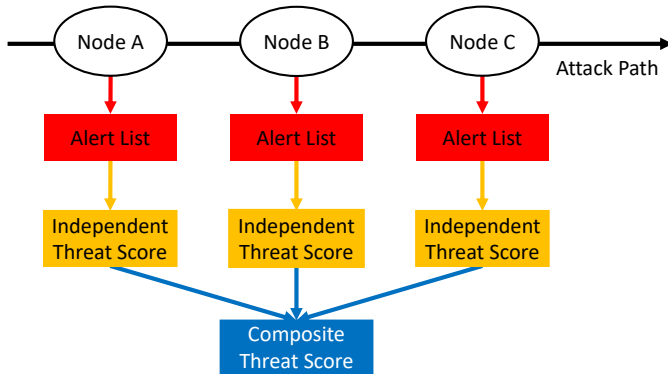 Node A
Node B
Node C
Attack Path
Alert List
Alert List
Alert List
Independent
Threat Score
Independent
Threat Score
Independent
Threat Score
Composite
Threat Score